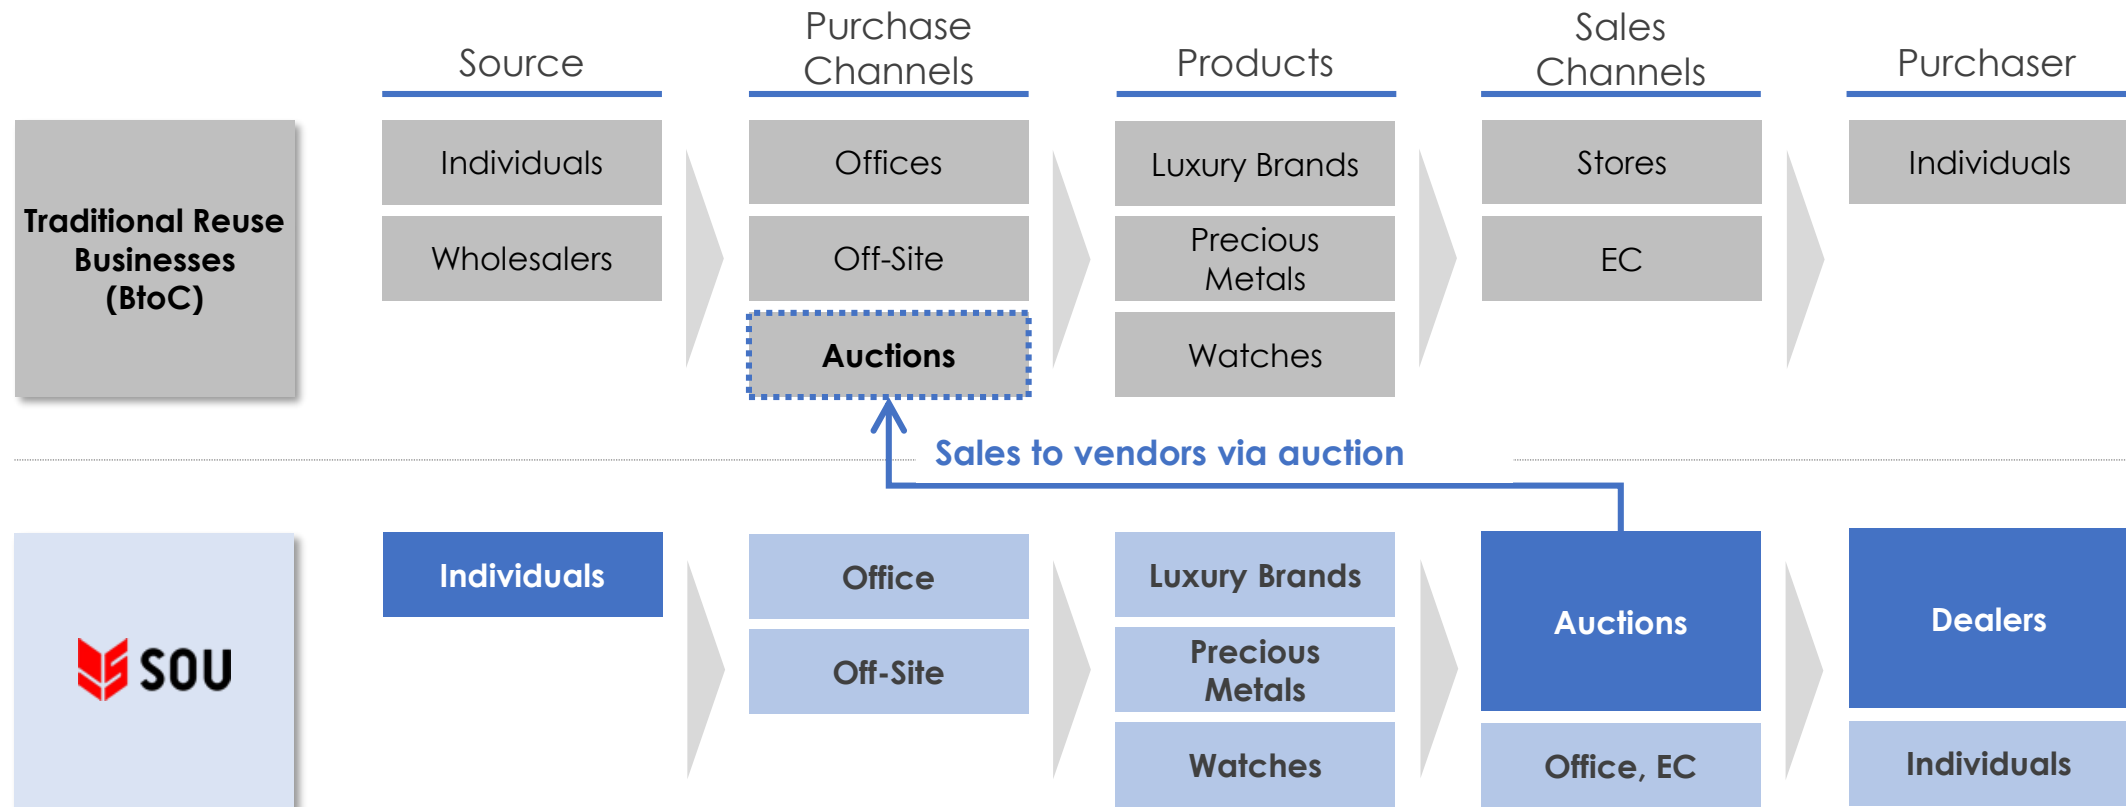 Source
Purchase
Channels
Products
Sales
Channels
Purchaser
Traditional Reuse
Businesses
(BtoC)
Individuals
Wholesalers
Offices
Off-Site
Auctions
Luxury Brands
Precious
Metals
Watches
Stores
EC
Individuals
Sales to vendors via auction
SOU
Individuals
Office
Off-Site
Luxury Brands
Precious
Metals
Watches
Auctions
Office, EC
Dealers
Individuals